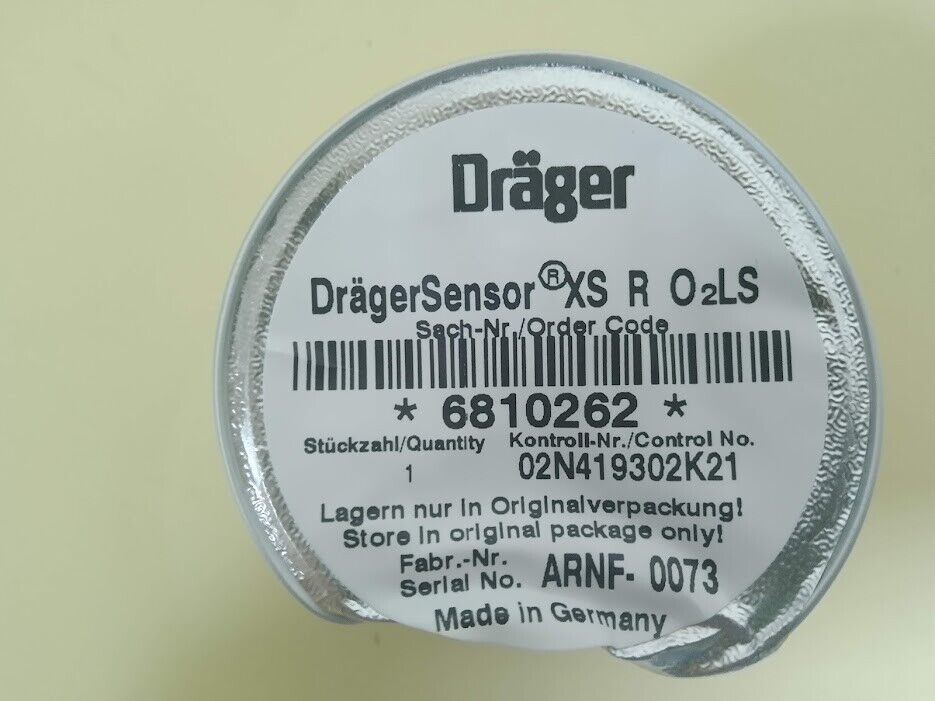 Dräger
DrägerSensor® XS R O₂LS
Sach-Nr./Order Code
* 6810262 *
Stückzahl/Quantity Kontroll-Nr./Control No.
1 02N419302K21
Lagern nur in Originalverpackung!
Store in original package only!
Fabr.-Nr.
Serial No. ARNF- 0073
Made in Germany